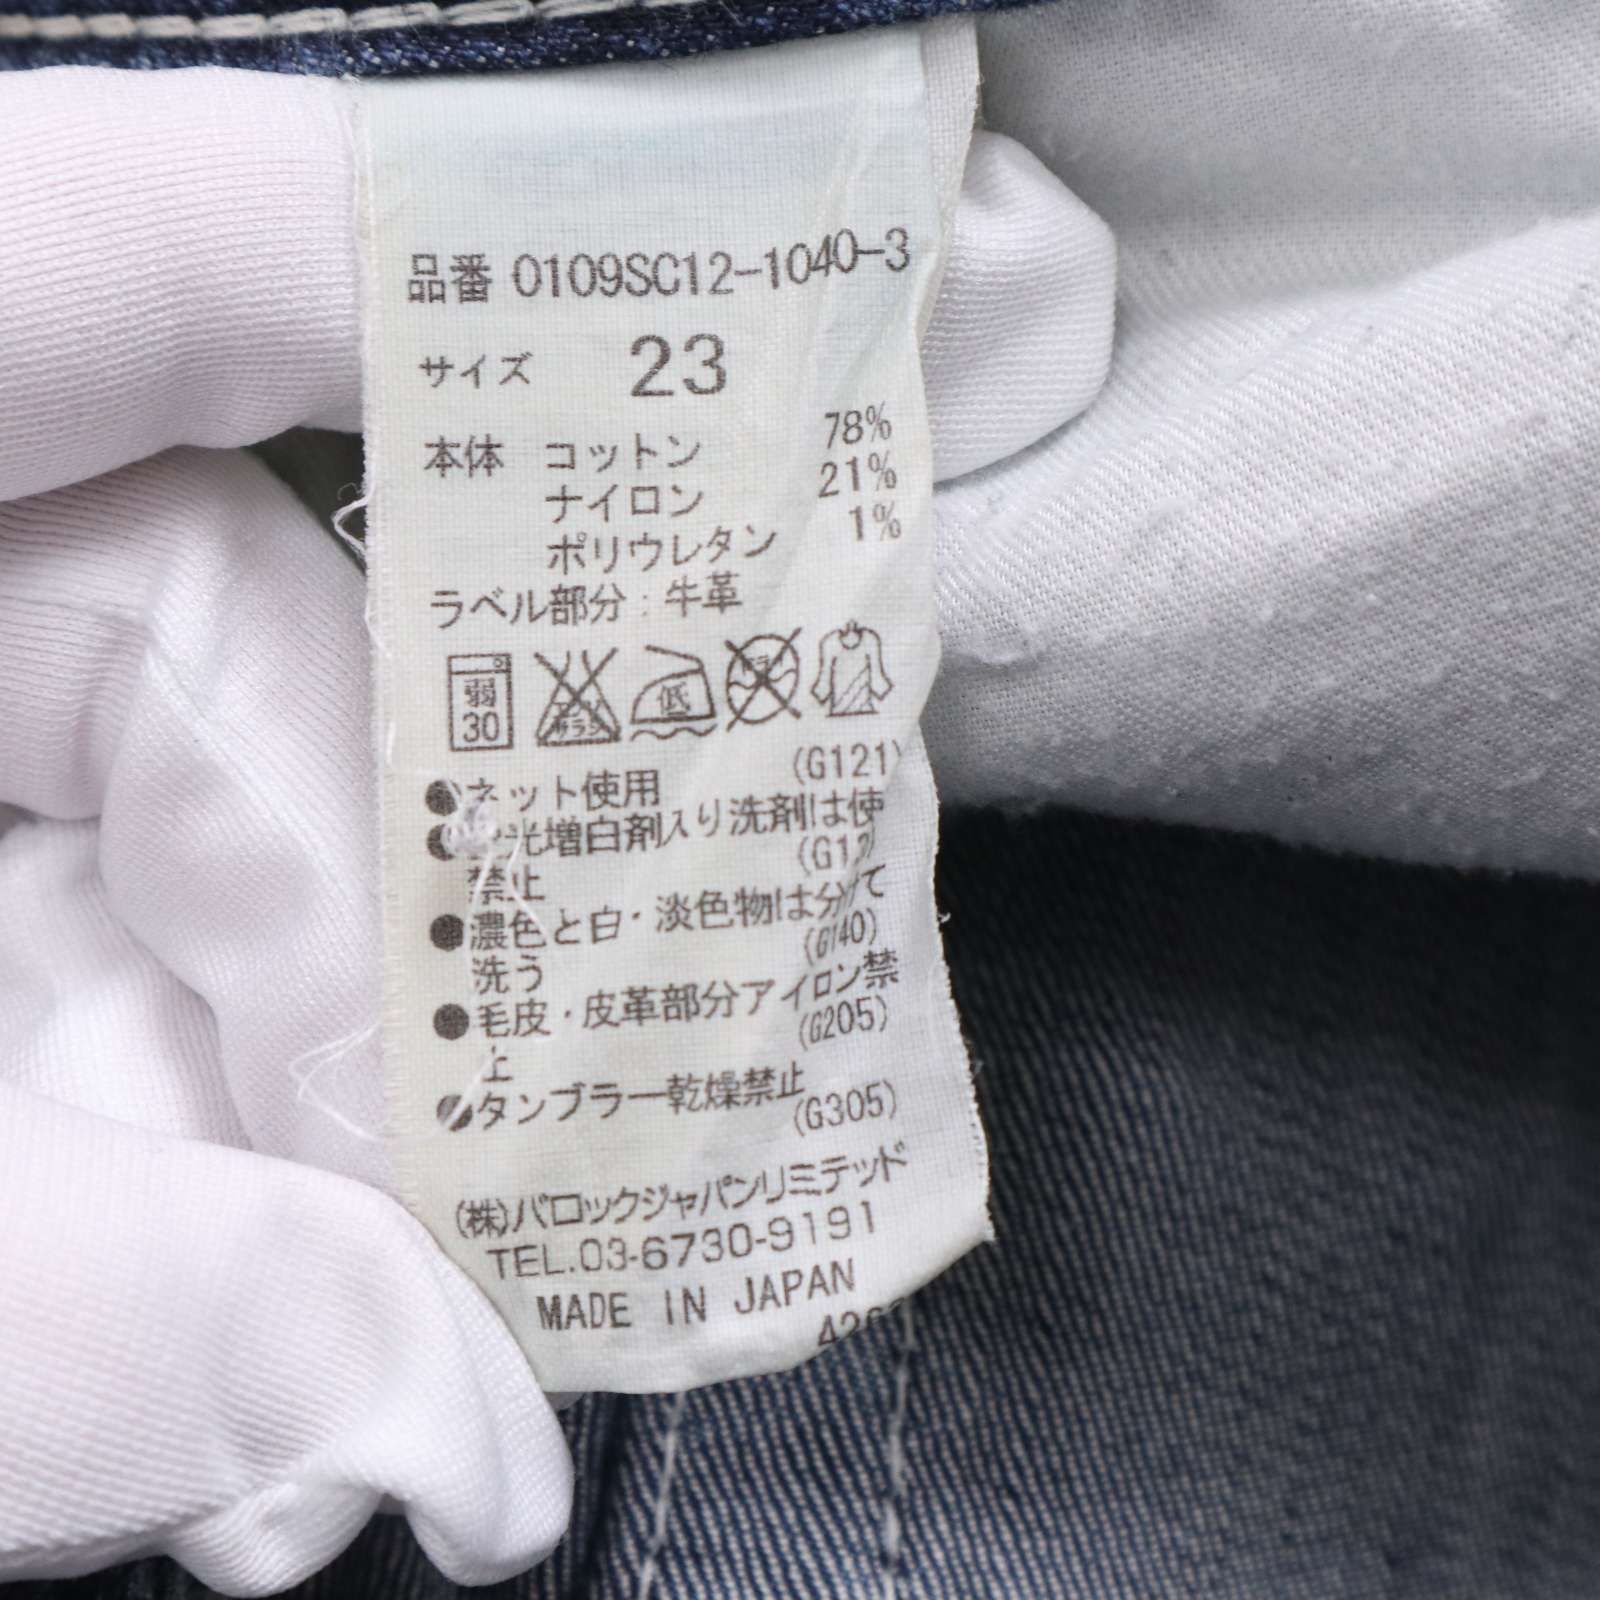 品番 0109SC12-1040-3
サイズ 23
本体 コットン 78%
ナイロン 21%
ポリウレタン 1%
ラベル部分：牛革
弱 30 低
●ネット使用 (G121)
光増白剤入り洗剤は使
禁止
●濃色と白・淡色物は分けて
洗う (G140)
●毛皮・皮革部分アイロン禁
止 (G205)
タンブラー乾燥禁止
(G305)
(株)バロックジャパンリミテッド
TEL.03-6730-9191
MADE IN JAPAN